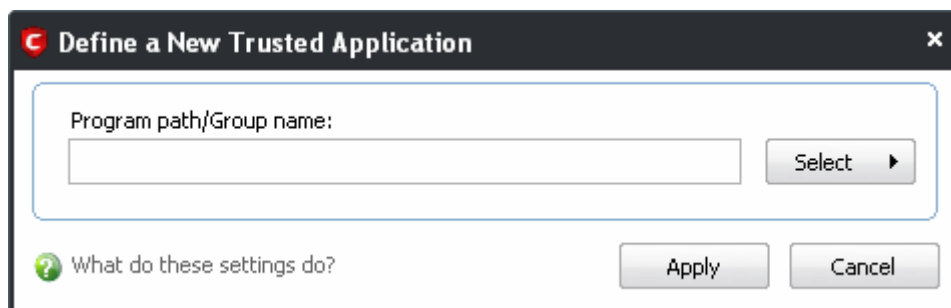 Define a New Trusted Application
Program path/Group name:
Select
What do these settings do?
Apply
Cancel